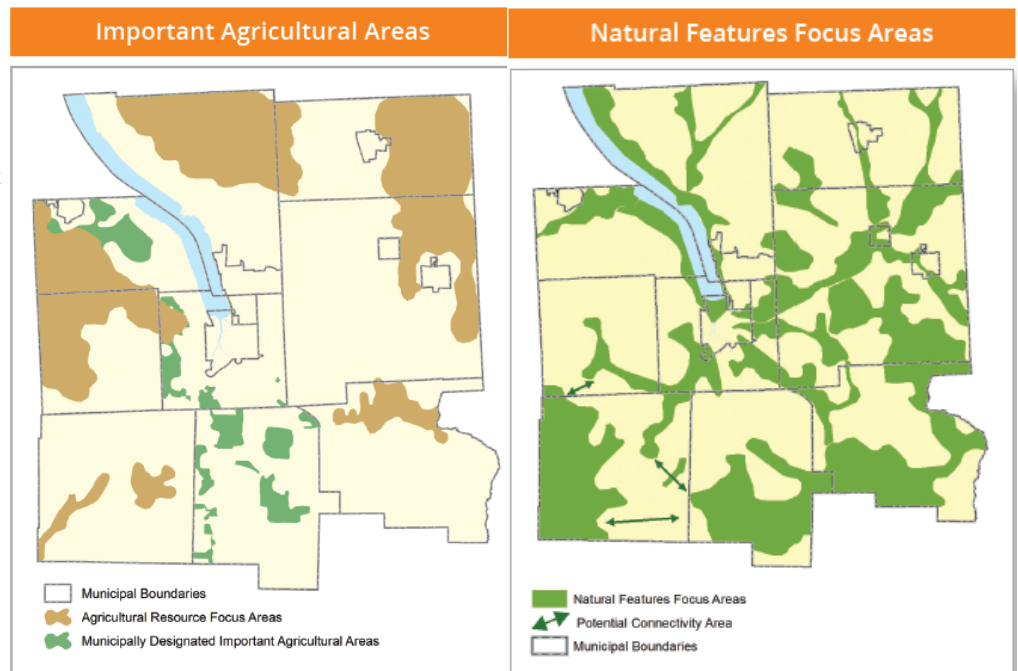 Important Agricultural Areas
Natural Features Focus Areas
Municipal Boundaries
Agricultural Resource Focus Areas
Municipally Designated Important Agricultural Areas
Natural Features Focus Areas
Potential Connectivity Area
Municipal Boundaries